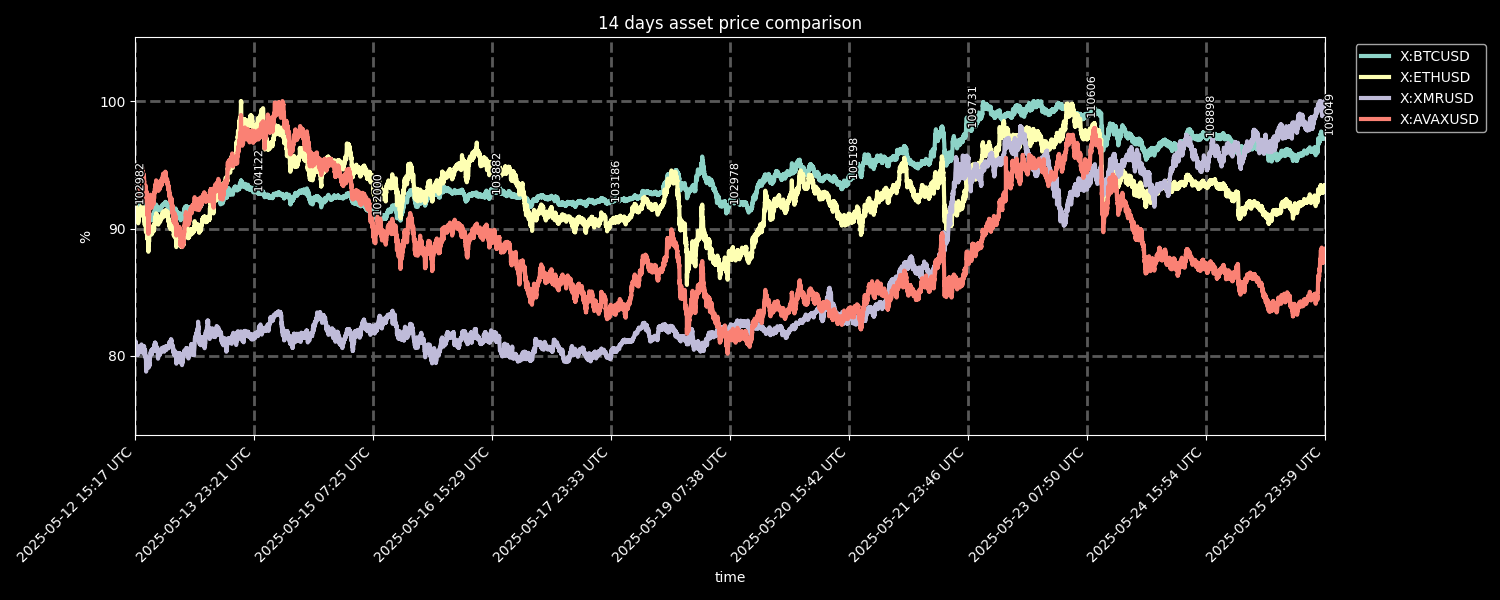 14 days asset price comparison
X:BTCUSD
X:ETHUSD
X:XMRUSD
X:AVAXUSD
100
90
80
%
102982
104122
102000
103882
103186
102978
105198
109731
110606
108898
109049
2025-05-12 15:17 UTC
2025-05-13 23:21 UTC
2025-05-15 07:25 UTC
2025-05-16 15:29 UTC
2025-05-17 23:33 UTC
2025-05-19 07:38 UTC
2025-05-20 15:42 UTC
2025-05-21 23:46 UTC
2025-05-23 07:50 UTC
2025-05-24 15:54 UTC
2025-05-25 23:59 UTC
time